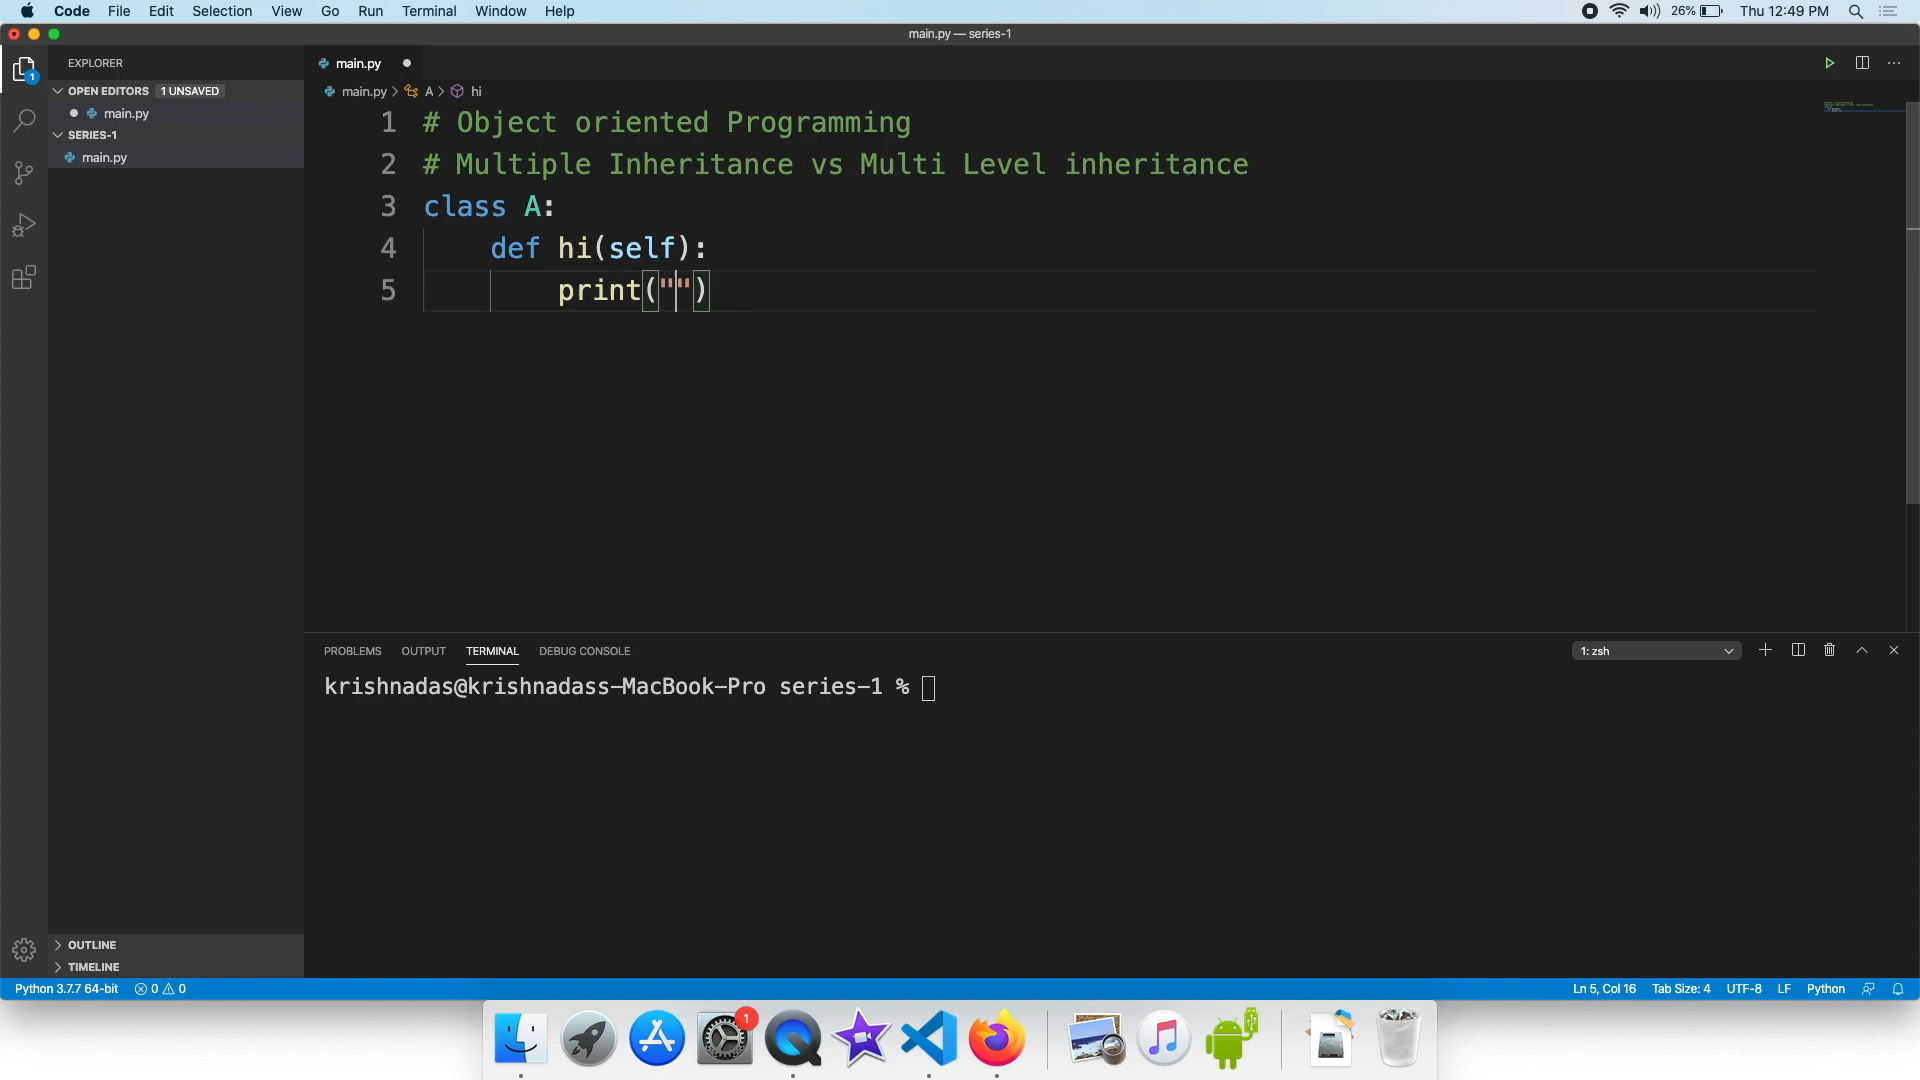 Code File Edit Selection View Go Run Terminal Window Help 26% Thu 12:49 PM
main.py — series-1
EXPLORER
main.py
OPEN EDITORS 1 UNSAVED
main.py > A > hi
main.py
SERIES-1
main.py
1 # Object oriented Programming
2 # Multiple Inheritance vs Multi Level inheritance
3 class A:
4 def hi(self):
5 print("")
1
PROBLEMS OUTPUT TERMINAL DEBUG CONSOLE 1: zsh
krishnadas@krishnadass-MacBook-Pro series-1 %
OUTLINE
TIMELINE
Python 3.7.7 64-bit 0 0 Ln 5, Col 16 Tab Size: 4 UTF-8 LF Python
1